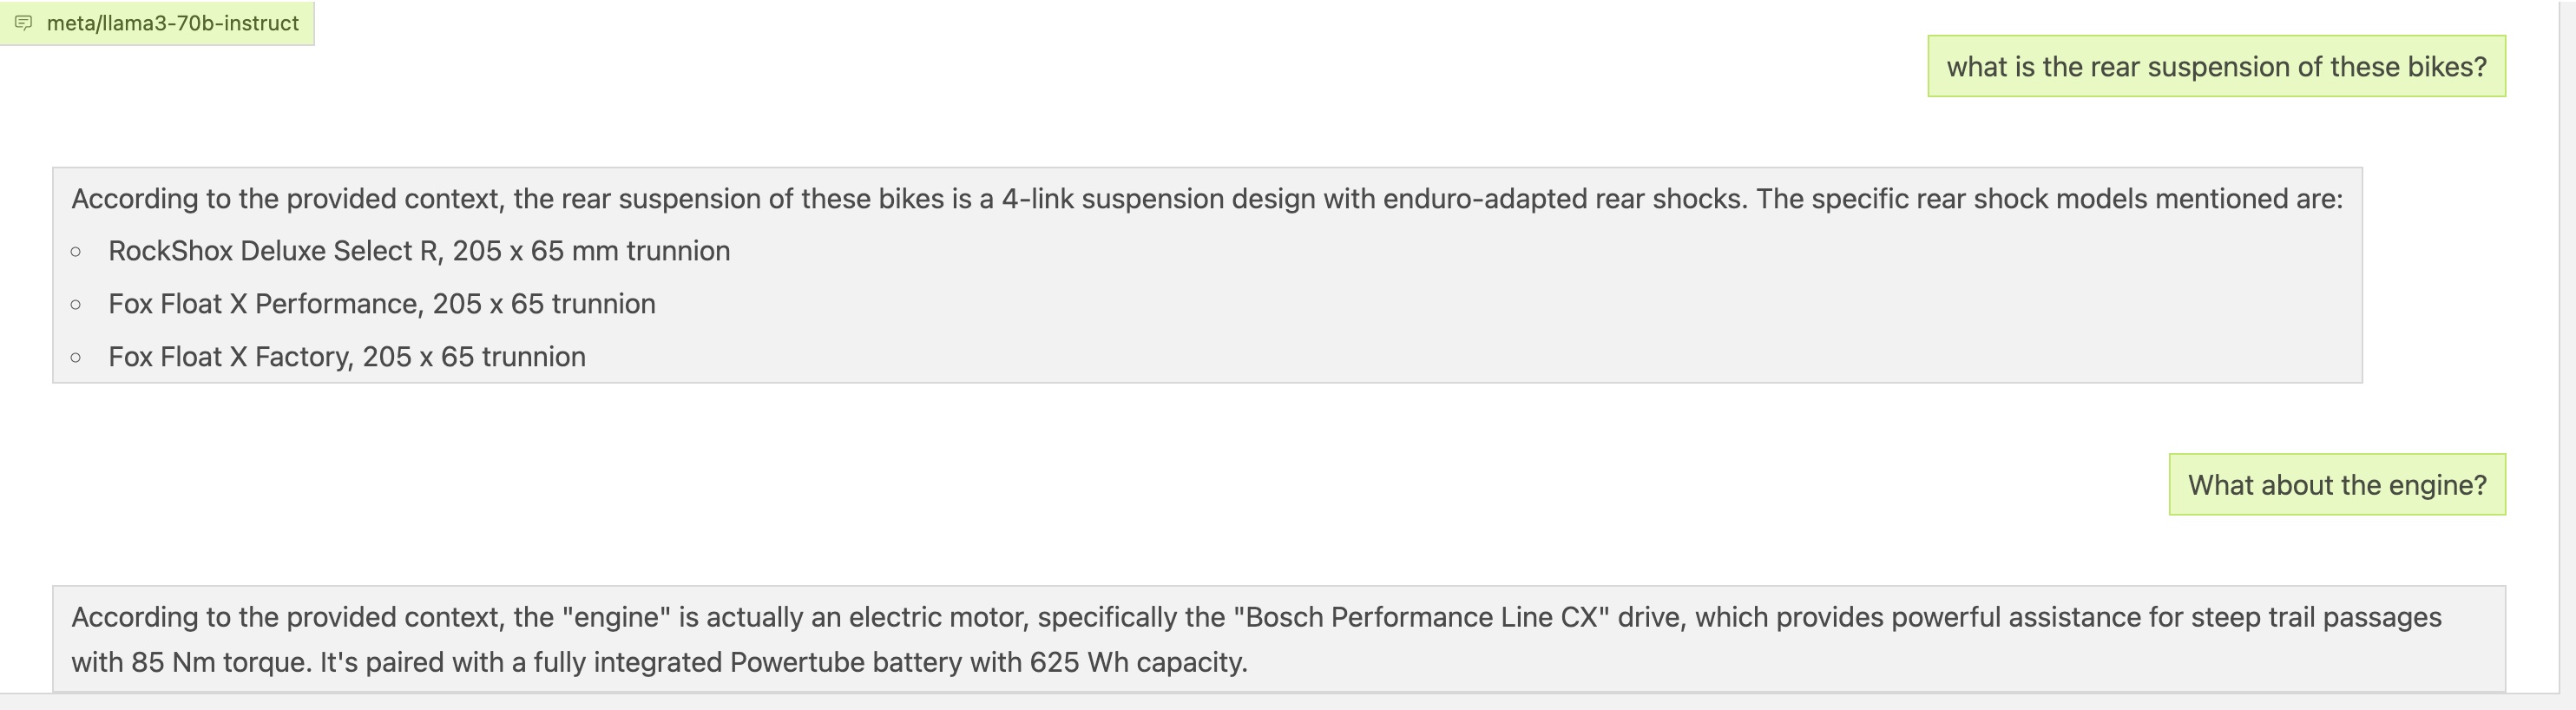 meta/llama3-70b-instruct
what is the rear suspension of these bikes?
According to the provided context, the rear suspension of these bikes is a 4-link suspension design with enduro-adapted rear shocks. The specific rear shock models mentioned are:
RockShox Deluxe Select R, 205 x 65 mm trunnion
Fox Float X Performance, 205 x 65 trunnion
Fox Float X Factory, 205 x 65 trunnion
What about the engine?
According to the provided context, the "engine" is actually an electric motor, specifically the "Bosch Performance Line CX" drive, which provides powerful assistance for steep trail passages
with 85 Nm torque. It's paired with a fully integrated Powertube battery with 625 Wh capacity.